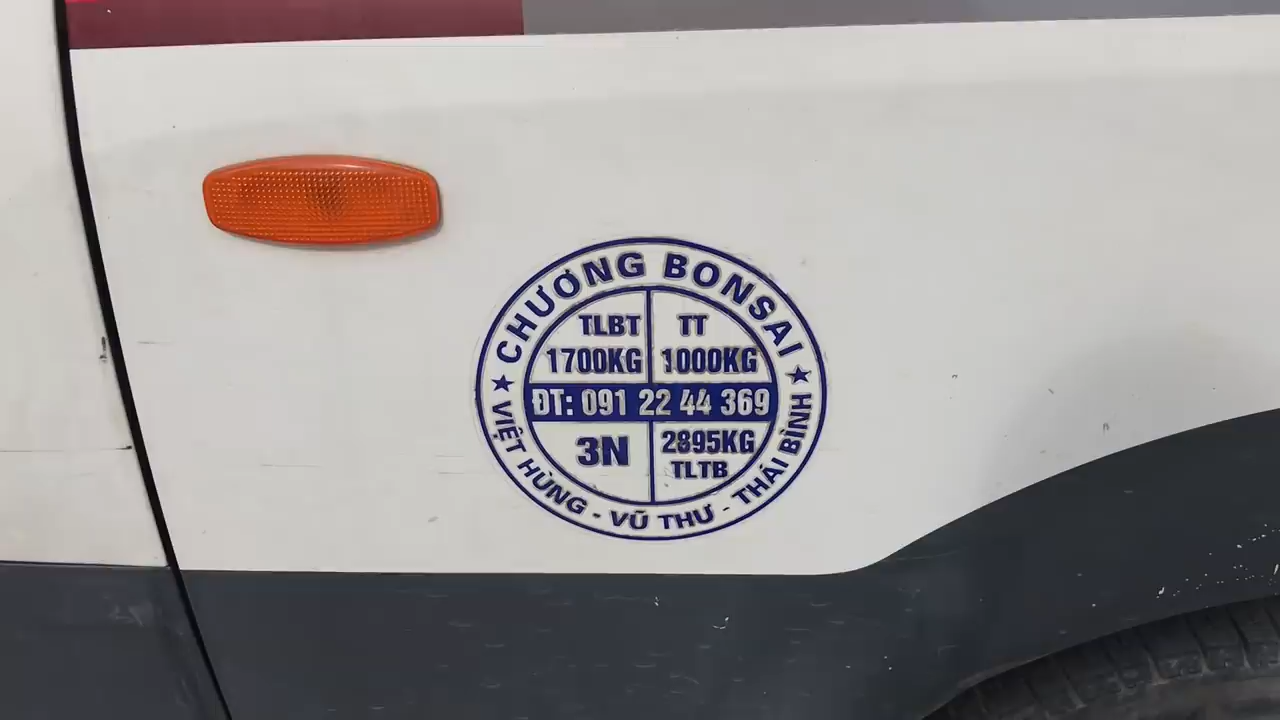 CHƯƠNG BONSAI
TLBT
1700KG
TT
1000KG
ĐT: 091 22 44 369
3N
2895KG
TLTB
VIỆT HÙNG - VŨ THƯ - THÁI BÌNH